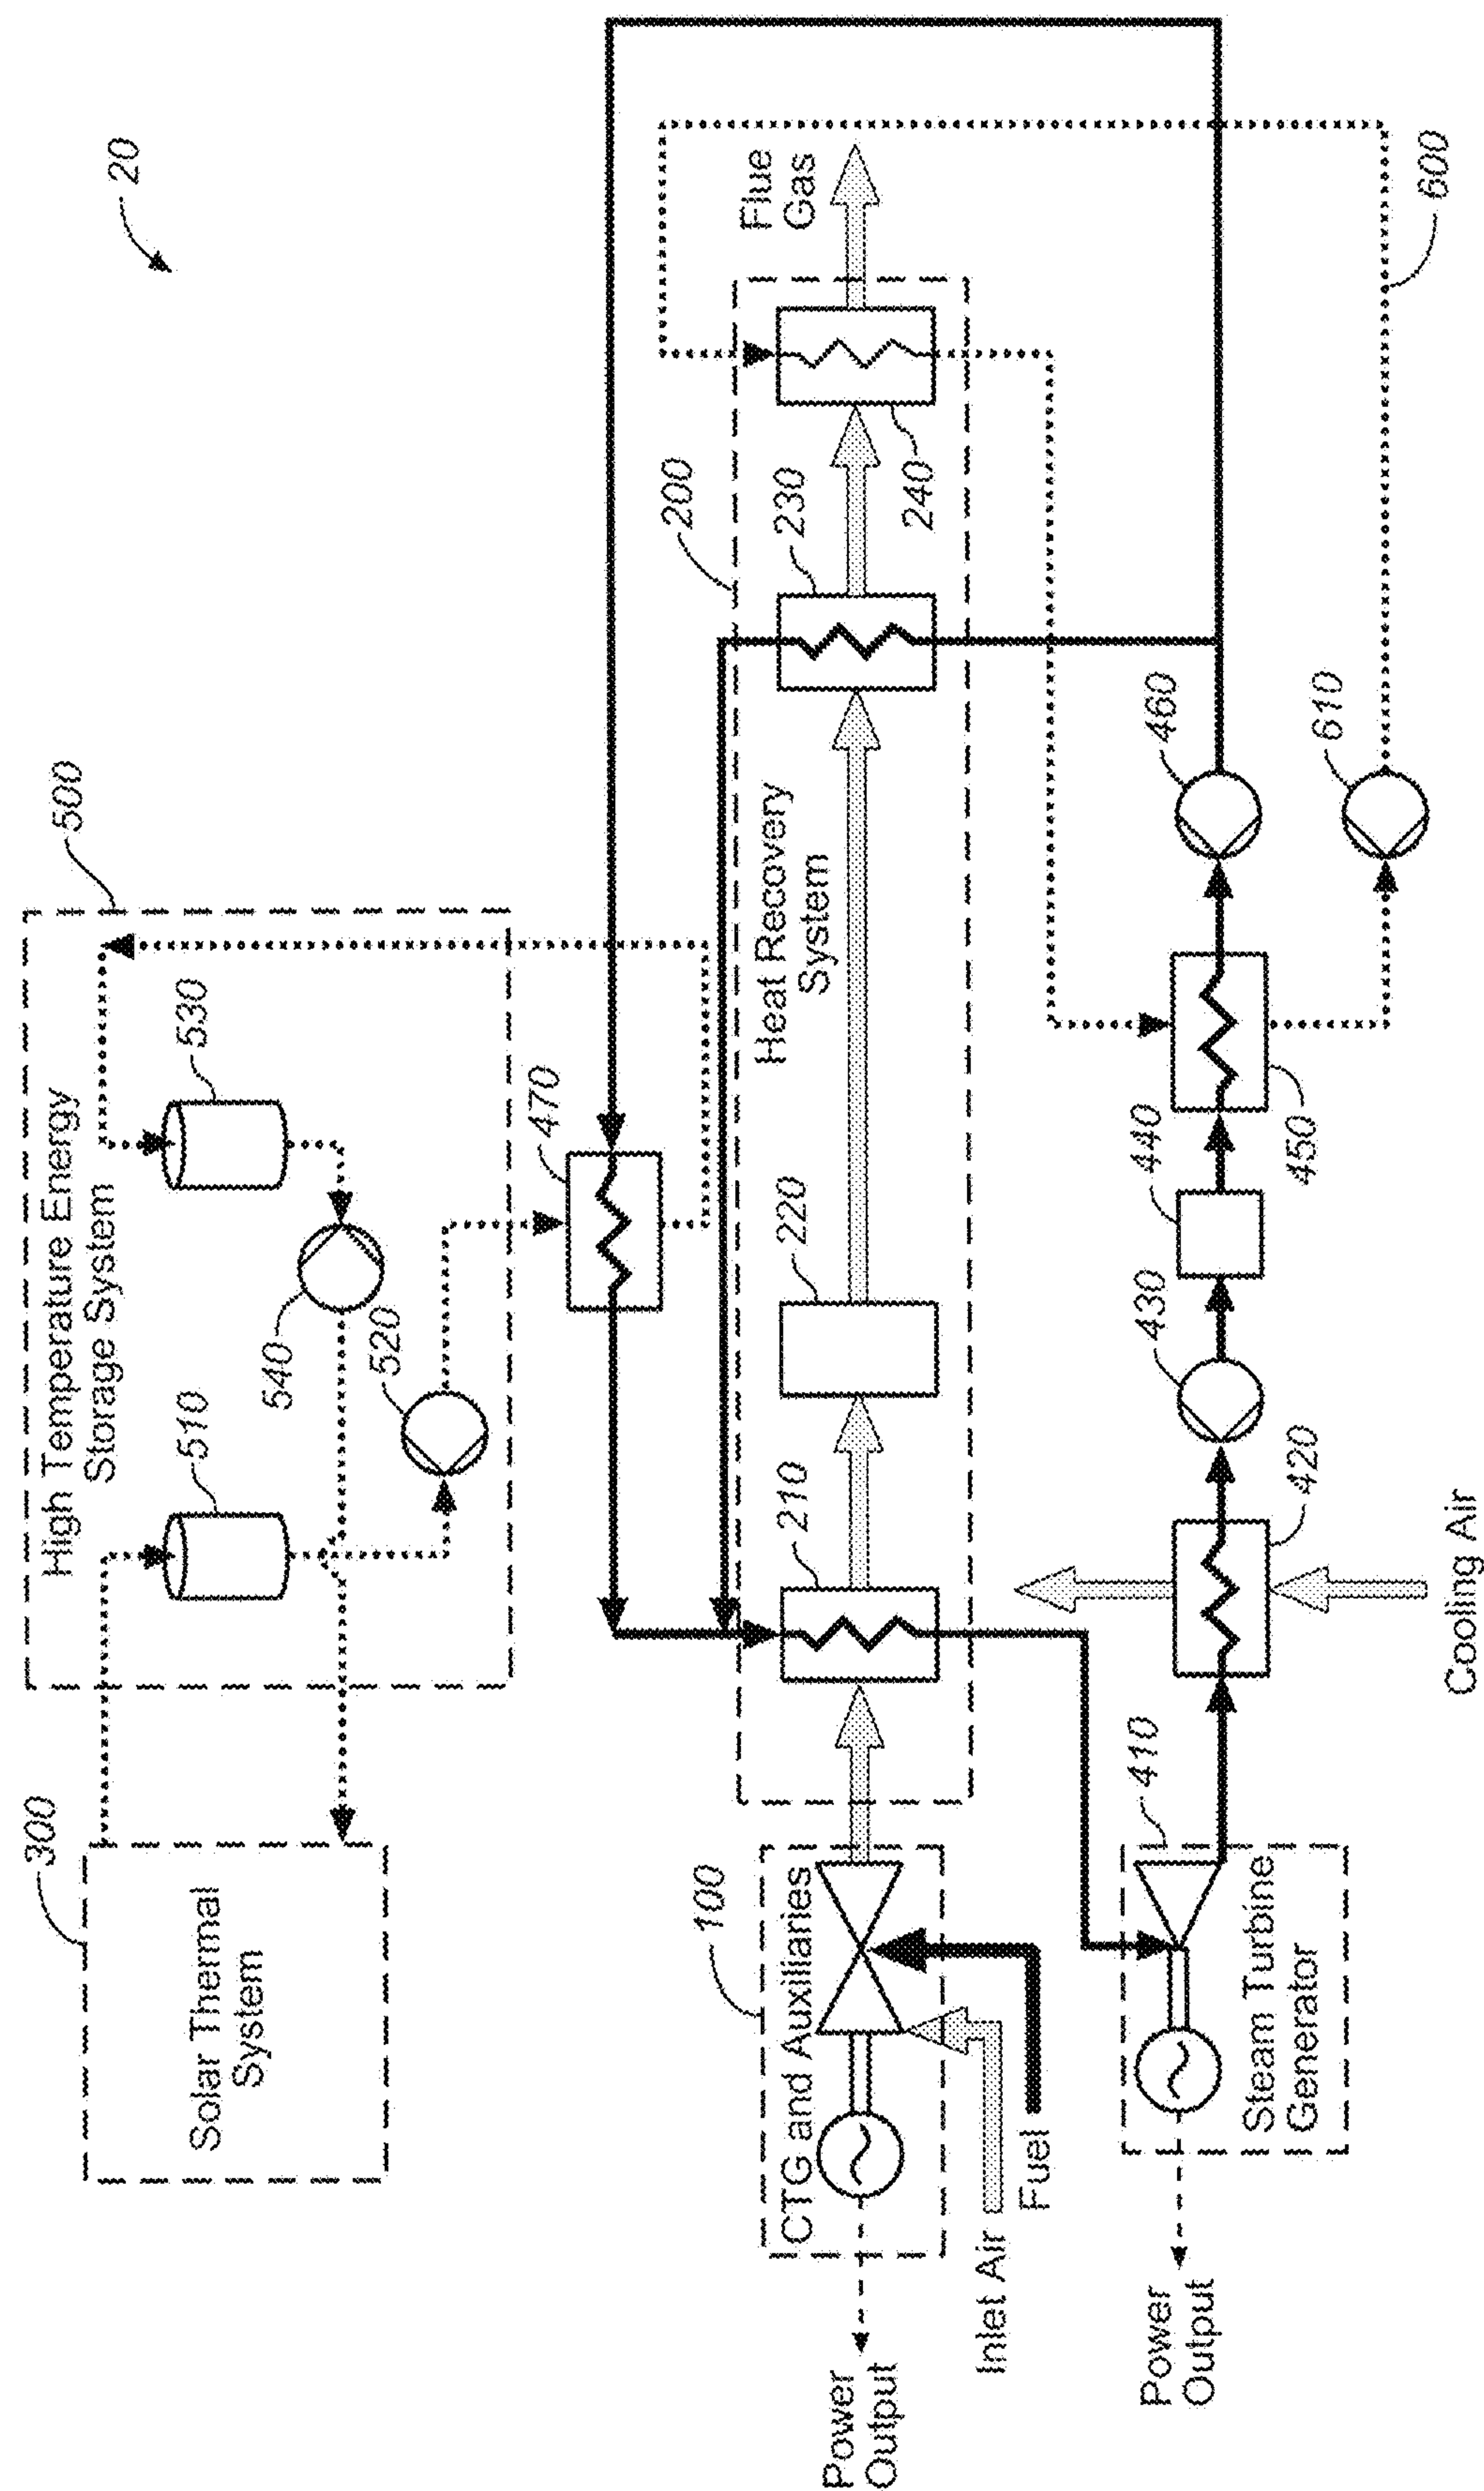 20
300
Solar Thermal
System
500
High Temperature Energy
Storage System
510
530
540
520
470
200
100
CTG and Auxiliaries
Heat Recovery
System
210
220
230
240
Flue
Gas
Power
Output
Inlet Air
Fuel
410
Steam Turbine
Generator
Power
Output
420
Cooling Air
430
440
450
460
610
600